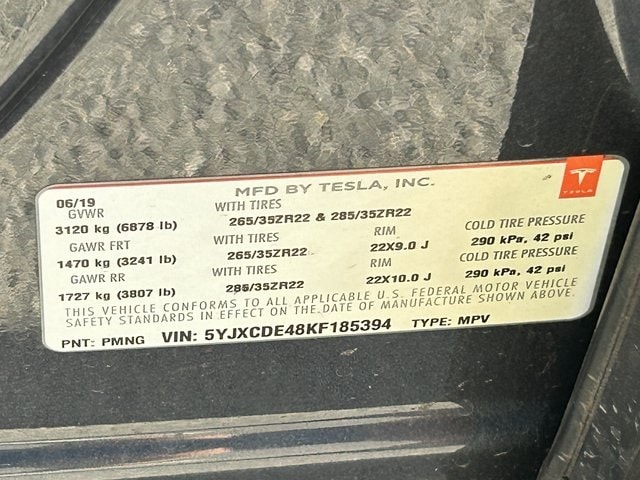 MFD BY TESLA, INC.
TESLA
06/19
GVWR WITH TIRES
3120 kg (6878 lb) 265/35ZR22 & 285/35ZR22
GAWR FRT WITH TIRES RIM COLD TIRE PRESSURE
1470 kg (3241 lb) 265/35ZR22 22X9.0 J 290 kPa, 42 psi
GAWR RR WITH TIRES RIM COLD TIRE PRESSURE
1727 kg (3807 lb) 285/35ZR22 22X10.0 J 290 kPa, 42 psi
THIS VEHICLE CONFORMS TO ALL APPLICABLE U.S. FEDERAL MOTOR VEHICLE
SAFETY STANDARDS IN EFFECT ON THE DATE OF MANUFACTURE SHOWN ABOVE.
PNT: PMNG VIN: 5YJXCDE48KF185394 TYPE: MPV